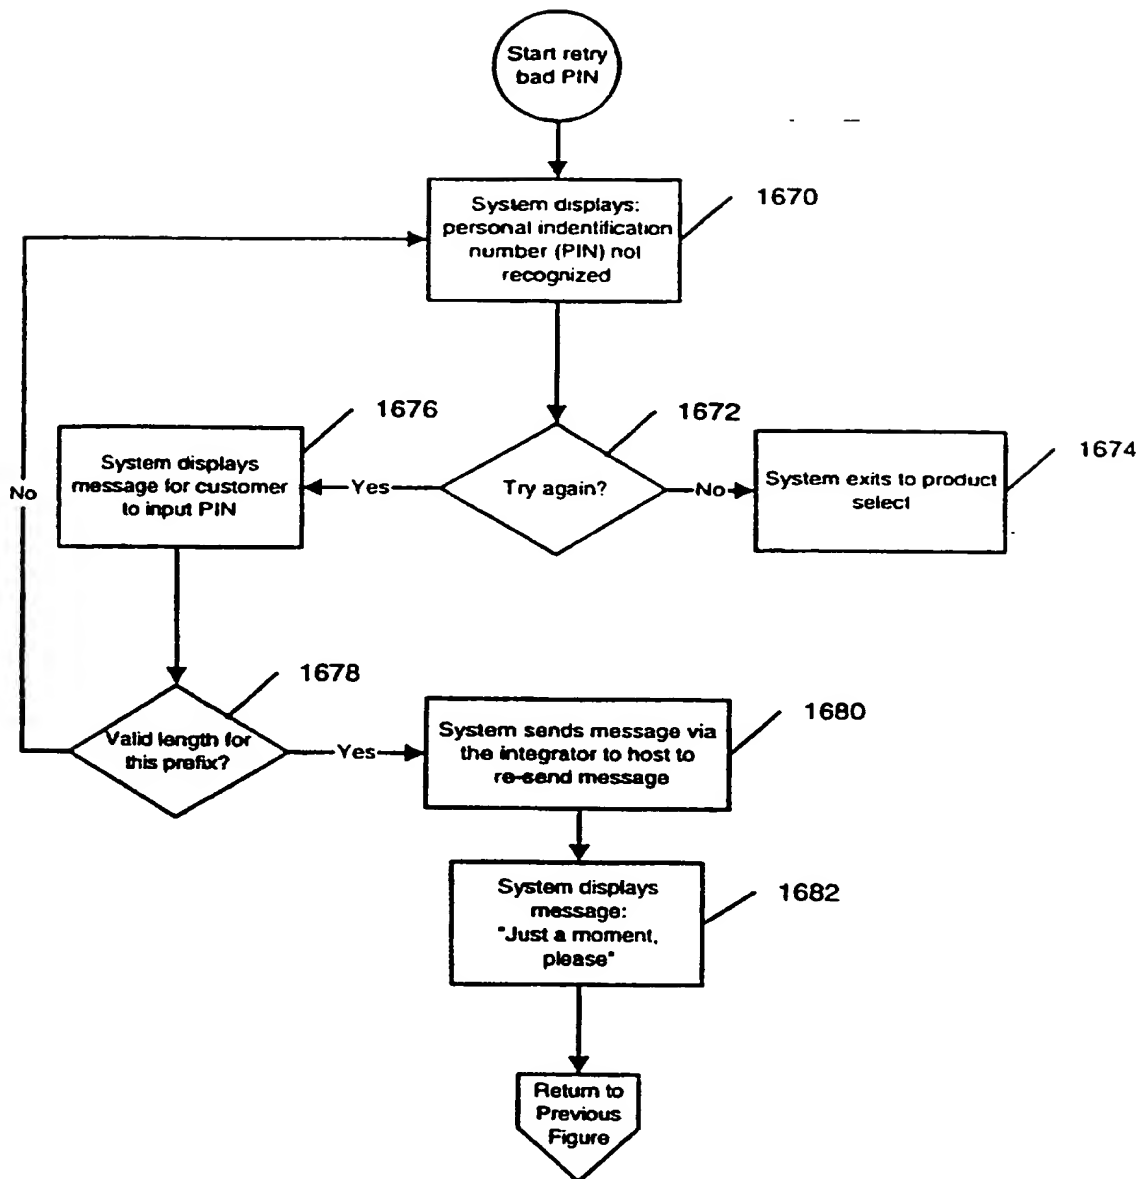 Start retry
bad PIN
System displays:
personal indentification
number (PIN) not
recognized
1670
1676
1672
1674
System displays
message for customer
to input PIN
Yes
Try again?
No
System exits to product
select
No
1678
Valid length for
this prefix?
Yes
System sends message via
the integrator to host to
re-send message
1680
System displays
message:
"Just a moment,
please"
1682
Return to
Previous
Figure